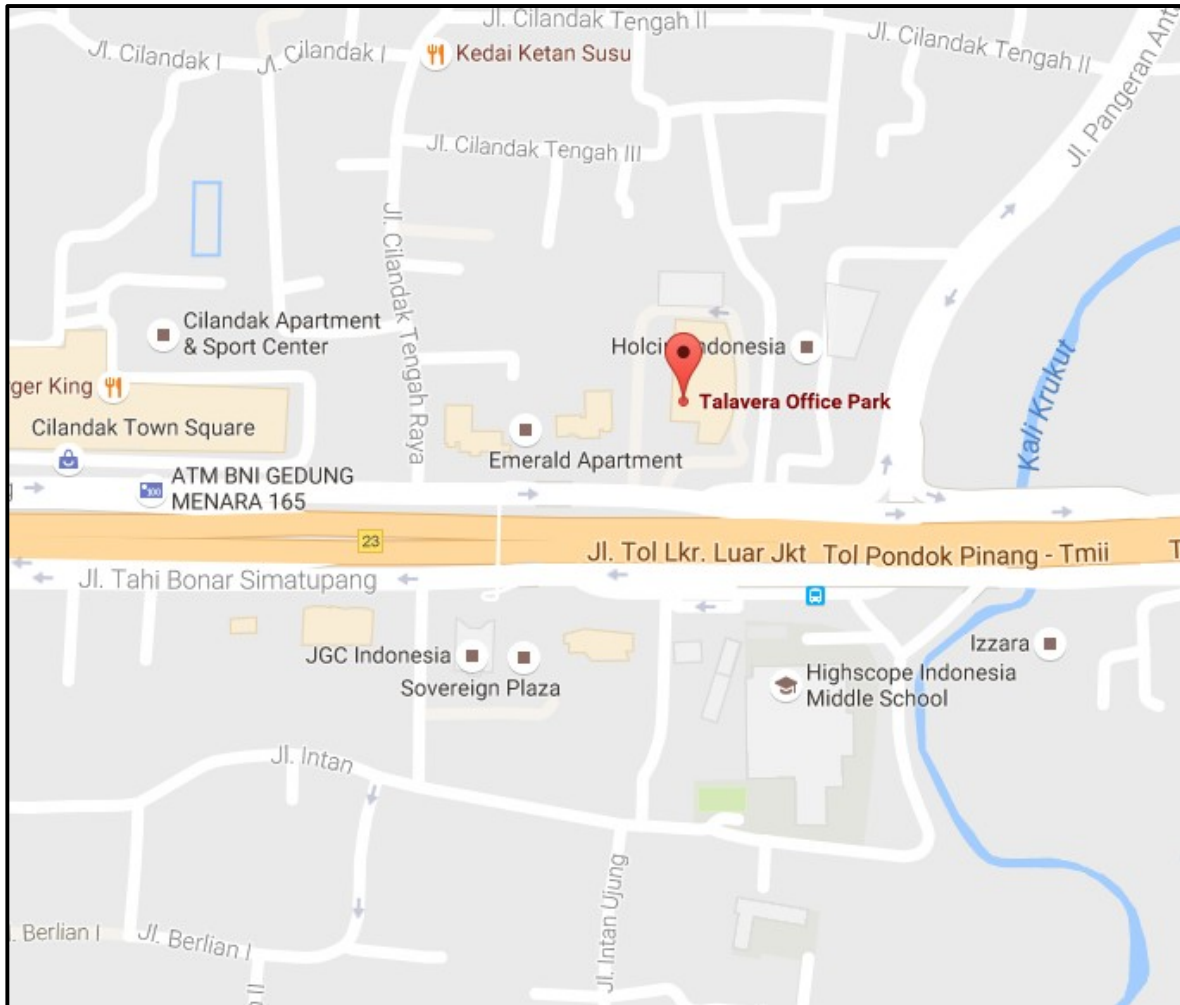 Jl. Cilandak Tengah II
Jl. Cilandak I
Jl. Cilandak I
Kedai Ketan Susu
Jl. Cilandak Tengah II
Jl. Pangeran Anta
Jl. Cilandak Tengah III
Jl. Cilandak Tengah Raya
Cilandak Apartment
& Sport Center
Holcim Indonesia
Kali Krukut
ger King
Talavera Office Park
Cilandak Town Square
Emerald Apartment
ATM BNI GEDUNG
MENARA 165
100
g
23
Jl. Tol Lkr. Luar Jkt
Tol Pondok Pinang - Tmii
T
Jl. Tahi Bonar Simatupang
JGC Indonesia
Izzara
Sovereign Plaza
Highscope Indonesia
Middle School
Jl. Intan
Jl. Intan Ujung
l. Berlian I
Jl. Berlian I
II